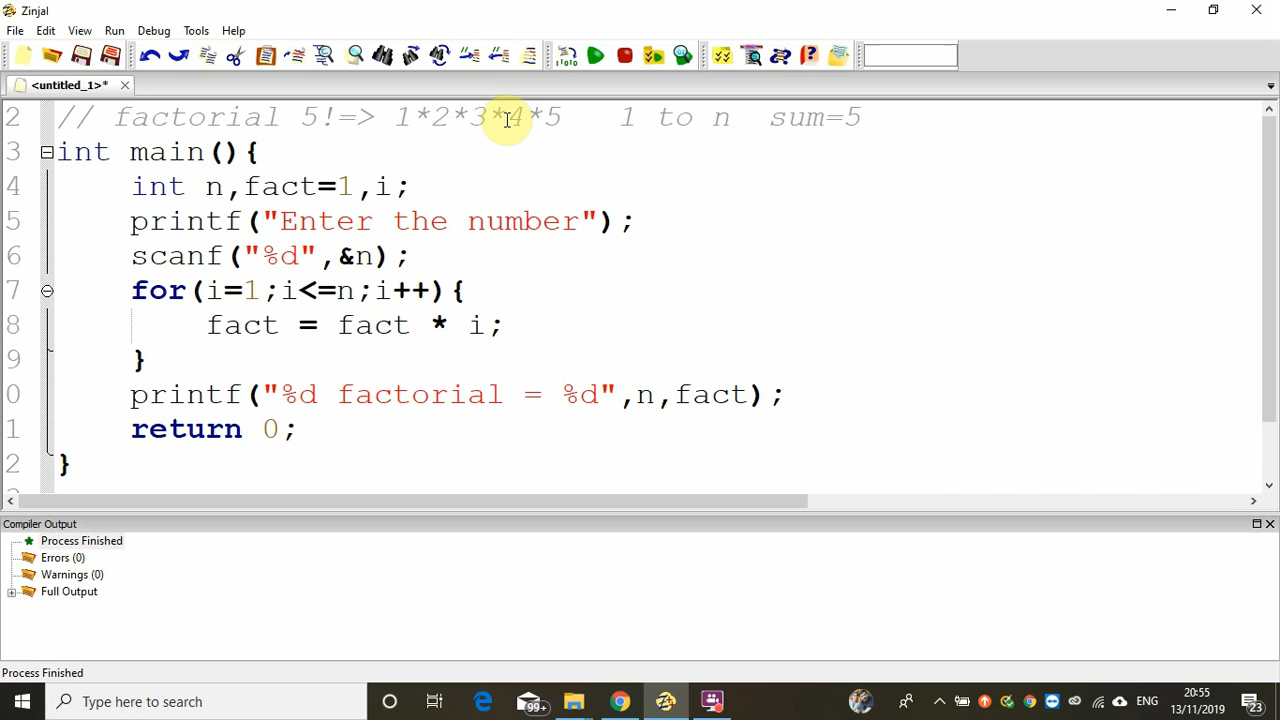 Zinjal
File Edit View Run Debug Tools Help
<untitled_1>*
2 // factorial 5!=> 1*2*3*4*5 1 to n sum=5
3 int main(){
4 int n,fact=1,i;
5 printf("Enter the number");
6 scanf("%d",&n);
7 for(i=1;i<=n;i++){
8 fact = fact * i;
9 }
0 printf("%d factorial = %d",n,fact);
1 return 0;
2 }
Compiler Output
Process Finished
Errors (0)
Warnings (0)
Full Output
Process Finished
Type here to search
99+
ENG
20:55
13/11/2019
23